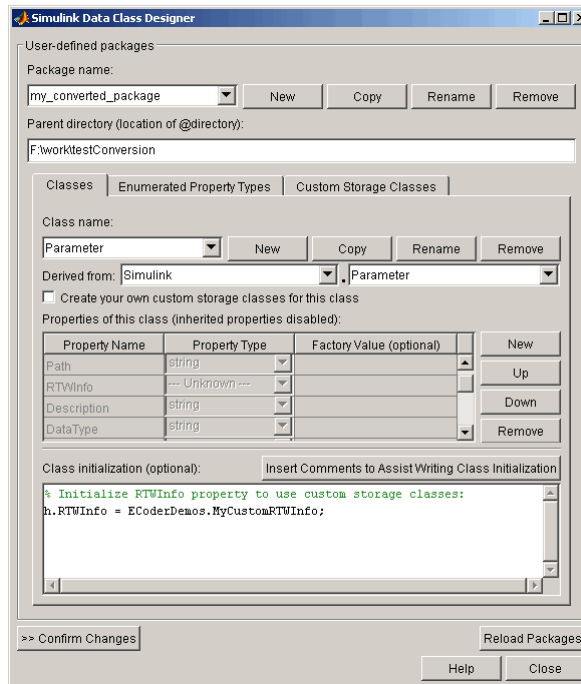 Simulink Data Class Designer
User-defined packages
Package name:
my_converted_package New Copy Rename Remove
Parent directory (location of @directory):
F:\work\testConversion
Classes Enumerated Property Types Custom Storage Classes
Class name:
Parameter New Copy Rename Remove
Derived from: Simulink . Parameter
Create your own custom storage classes for this class
Properties of this class (inherited properties disabled):
Property Name Property Type Factory Value (optional) New
Path string
RTWInfo --- Unknown --- Up
Description string Down
DataType string Remove
Class initialization (optional): Insert Comments to Assist Writing Class Initialization
% Initialize RTWInfo property to use custom storage classes:
h.RTWInfo = ECoderDemos.MyCustomRTWInfo;
>> Confirm Changes Reload Packages
Help Close